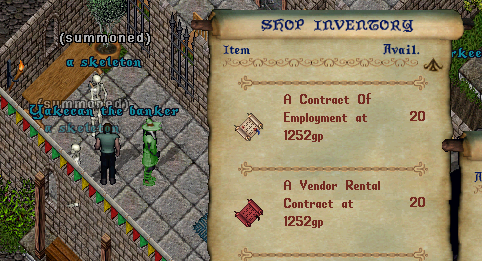 (summoned)
a skeleton
(summoned)
Yakecan the banker
a skeleton
SHOP INVENTORY
Item Avail.
A Contract Of
Employment at 20
1252gp
A Vendor Rental
Contract at 20
1252gp